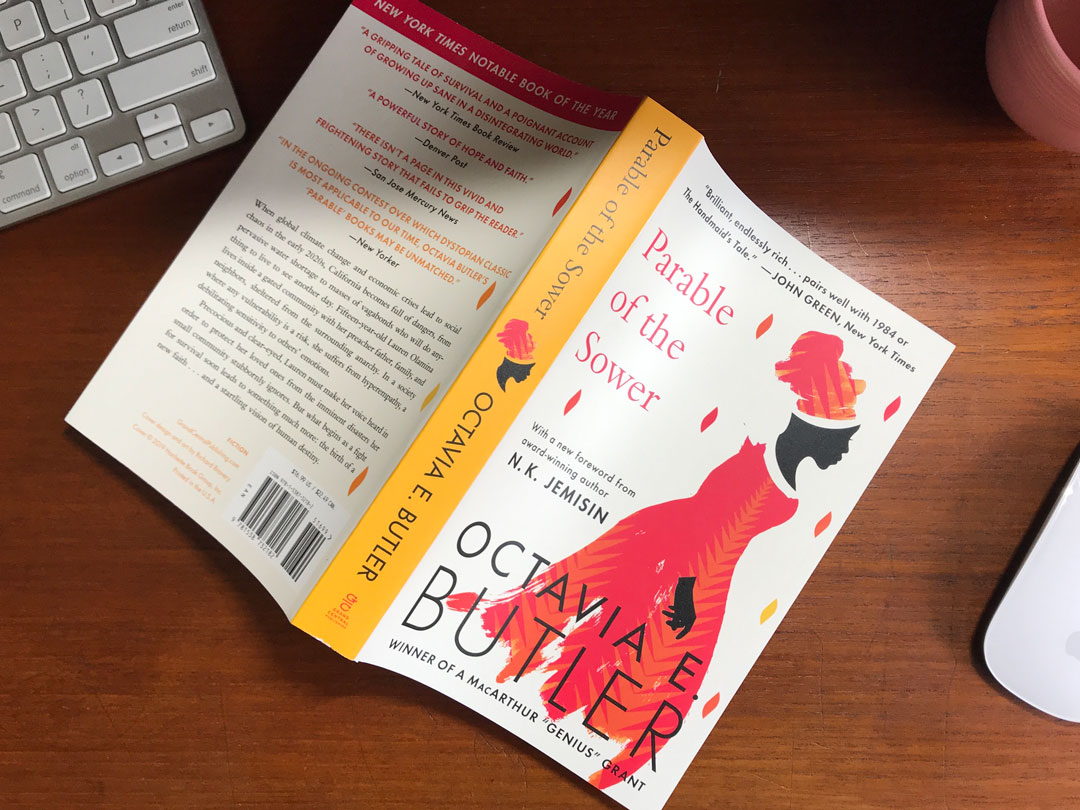 P
enter
return
:
;
"
'
shift
>
.
?
/
alt
option
command
NEW YORK TIMES NOTABLE BOOK OF THE YEAR
"A GRIPPING TALE OF SURVIVAL AND A POIGNANT ACCOUNT
OF GROWING UP SANE IN A DISINTEGRATING WORLD."
—New York Times Book Review
"A POWERFUL STORY OF HOPE AND FAITH."
—Denver Post
"THERE ISN'T A PAGE IN THIS VIVID AND
FRIGHTENING STORY THAT FAILS TO GRIP THE READER."
—San Jose Mercury News
"IN THE ONGOING CONTEST OVER WHICH DYSTOPIAN CLASSIC
IS MOST APPLICABLE TO OUR TIME, OCTAVIA BUTLER'S
'PARABLE' BOOKS MAY BE UNMATCHED."
—New Yorker
When global climate change and economic crises lead to social
chaos in the early 2020s, California becomes full of dangers, from
pervasive water shortage to masses of vagabonds who will do any-
thing to live to see another day. Fifteen-year-old Lauren Olamina
lives inside a gated community with her preacher father, family, and
neighbors, sheltered from the surrounding anarchy. In a society
where any vulnerability is a risk, she suffers from hyperempathy, a
debilitating sensitivity to others' emotions.
Precocious and clear-eyed, Lauren must make her voice heard in
order to protect her loved ones from the imminent disasters her
small community stubbornly ignores. But what begins as a fight
for survival soon leads to something much more: the birth of a
new faith . . . and a startling vision of human destiny.
FICTION
GrandCentralPublishing.com
Cover design and art by Richard Bravery
Cover © 2019 Hachette Book Group, Inc.
Printed in the U.S.A.
Parable of the Sower
OCTAVIA E. BUTLER
GRAND
CENTRAL
"Brilliant, endlessly rich . . . pairs well with 1984 or
The Handmaid's Tale." —JOHN GREEN, New York Times
Parable
of the
Sower
With a new foreword from
award-winning author
N.K. JEMISIN
OCTAVIA E.
BUTLER
WINNER OF A MacARTHUR "GENIUS" GRANT